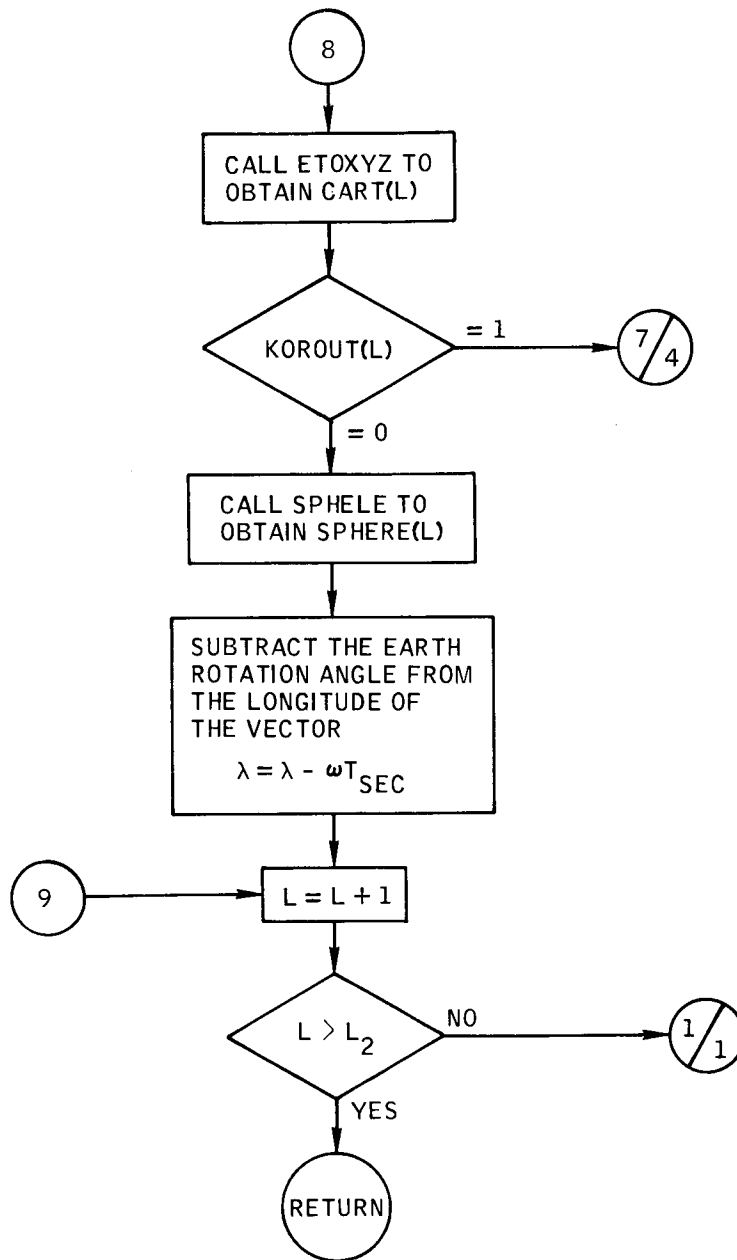 8
CALL ETOXYZ TO
OBTAIN CART(L)
KOROUT(L)
= 1
7/4
= 0
CALL SPHELE TO
OBTAIN SPHERE(L)
SUBTRACT THE EARTH
ROTATION ANGLE FROM
THE LONGITUDE OF
THE VECTOR
λ = λ - ωT_SEC
9
L = L + 1
L > L₂
NO
1/1
YES
RETURN